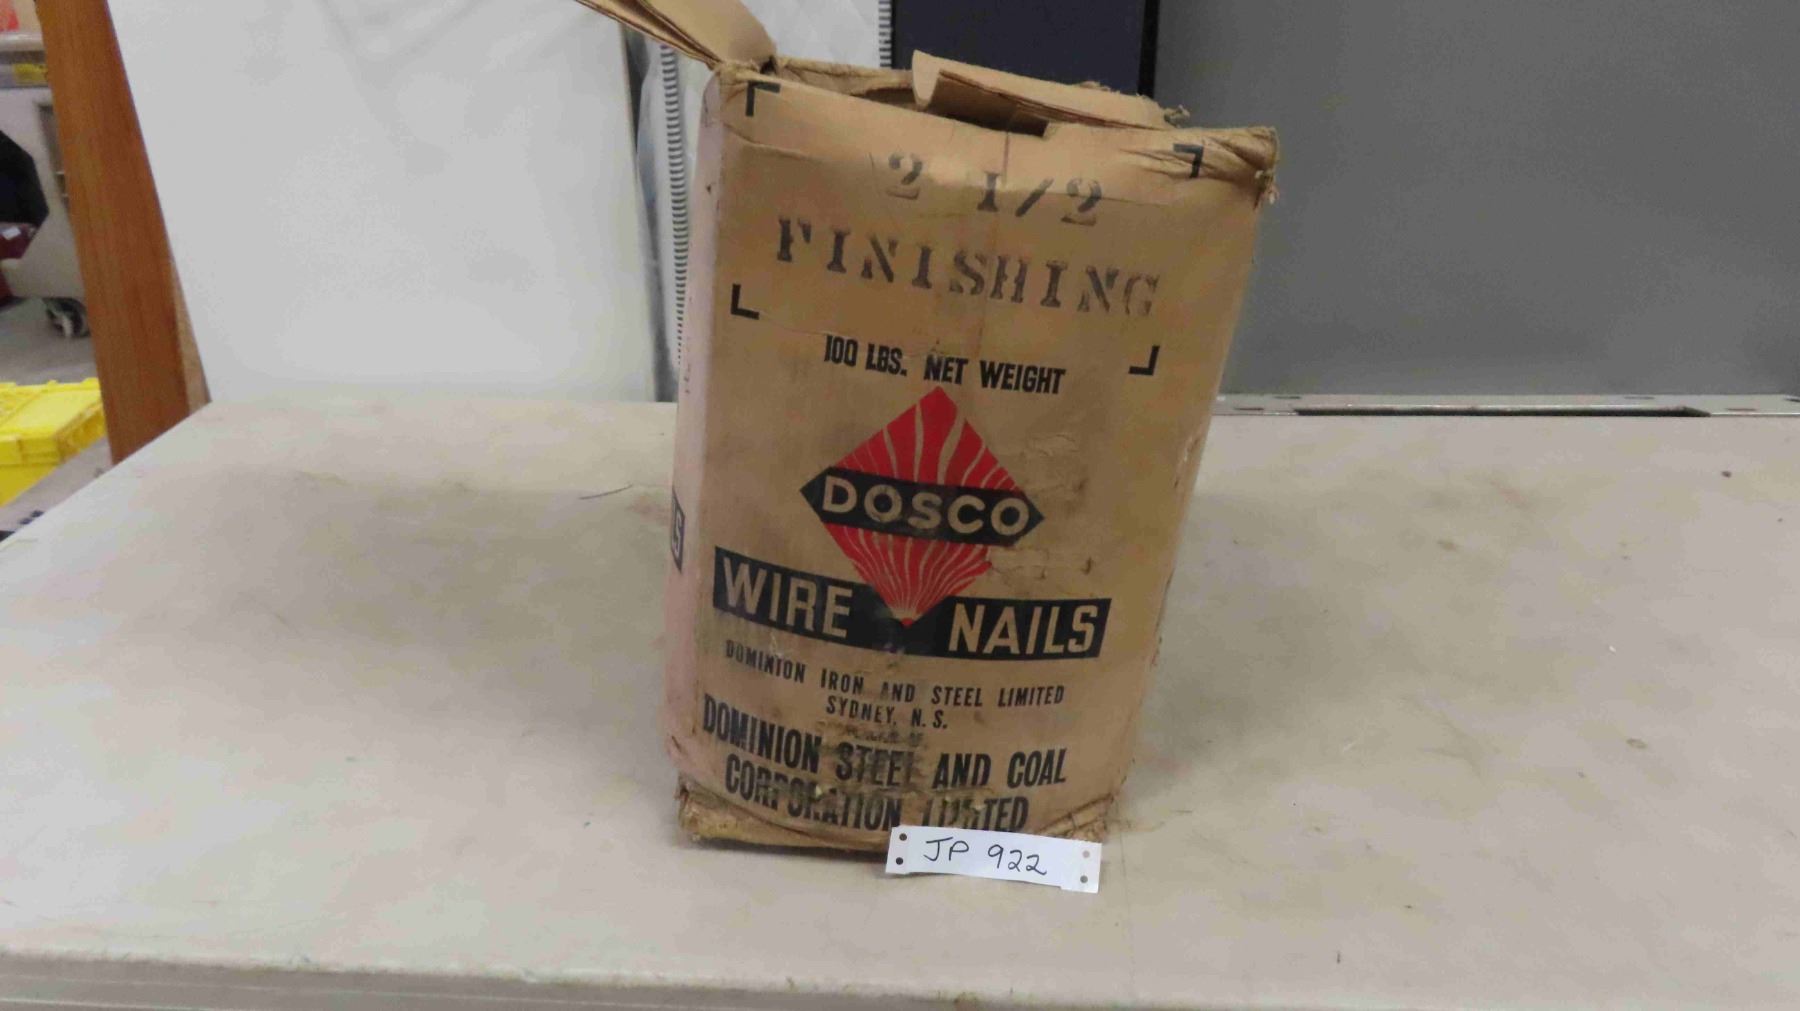 2 1/2
FINISHING
100 LBS. NET WEIGHT
DOSCO
WIRE NAILS
DOMINION IRON AND STEEL LIMITED
SYDNEY, N. S.
DOMINION STEEL AND COAL
CORPORATION LIMITED
JP 922